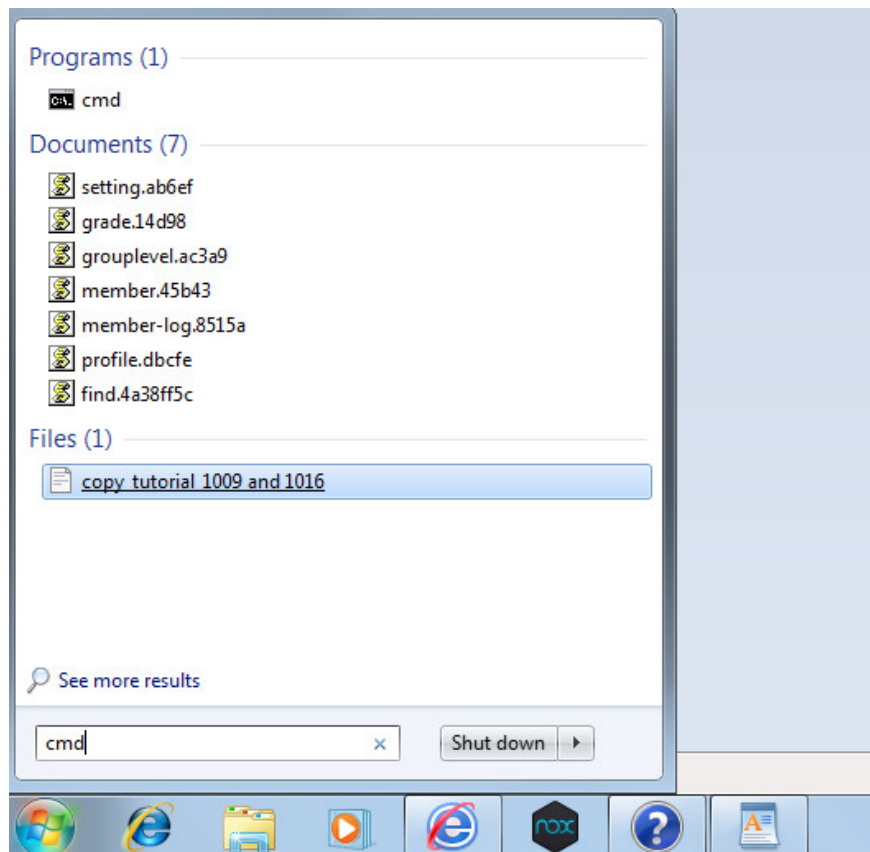 Programs (1)
cmd
Documents (7)
setting.ab6ef
grade.14d98
grouplevel.ac3a9
member.45b43
member-log.8515a
profile.dbcfe
find.4a38ff5c
Files (1)
copy tutorial 1009 and 1016
See more results
cmd
Shut down
nox